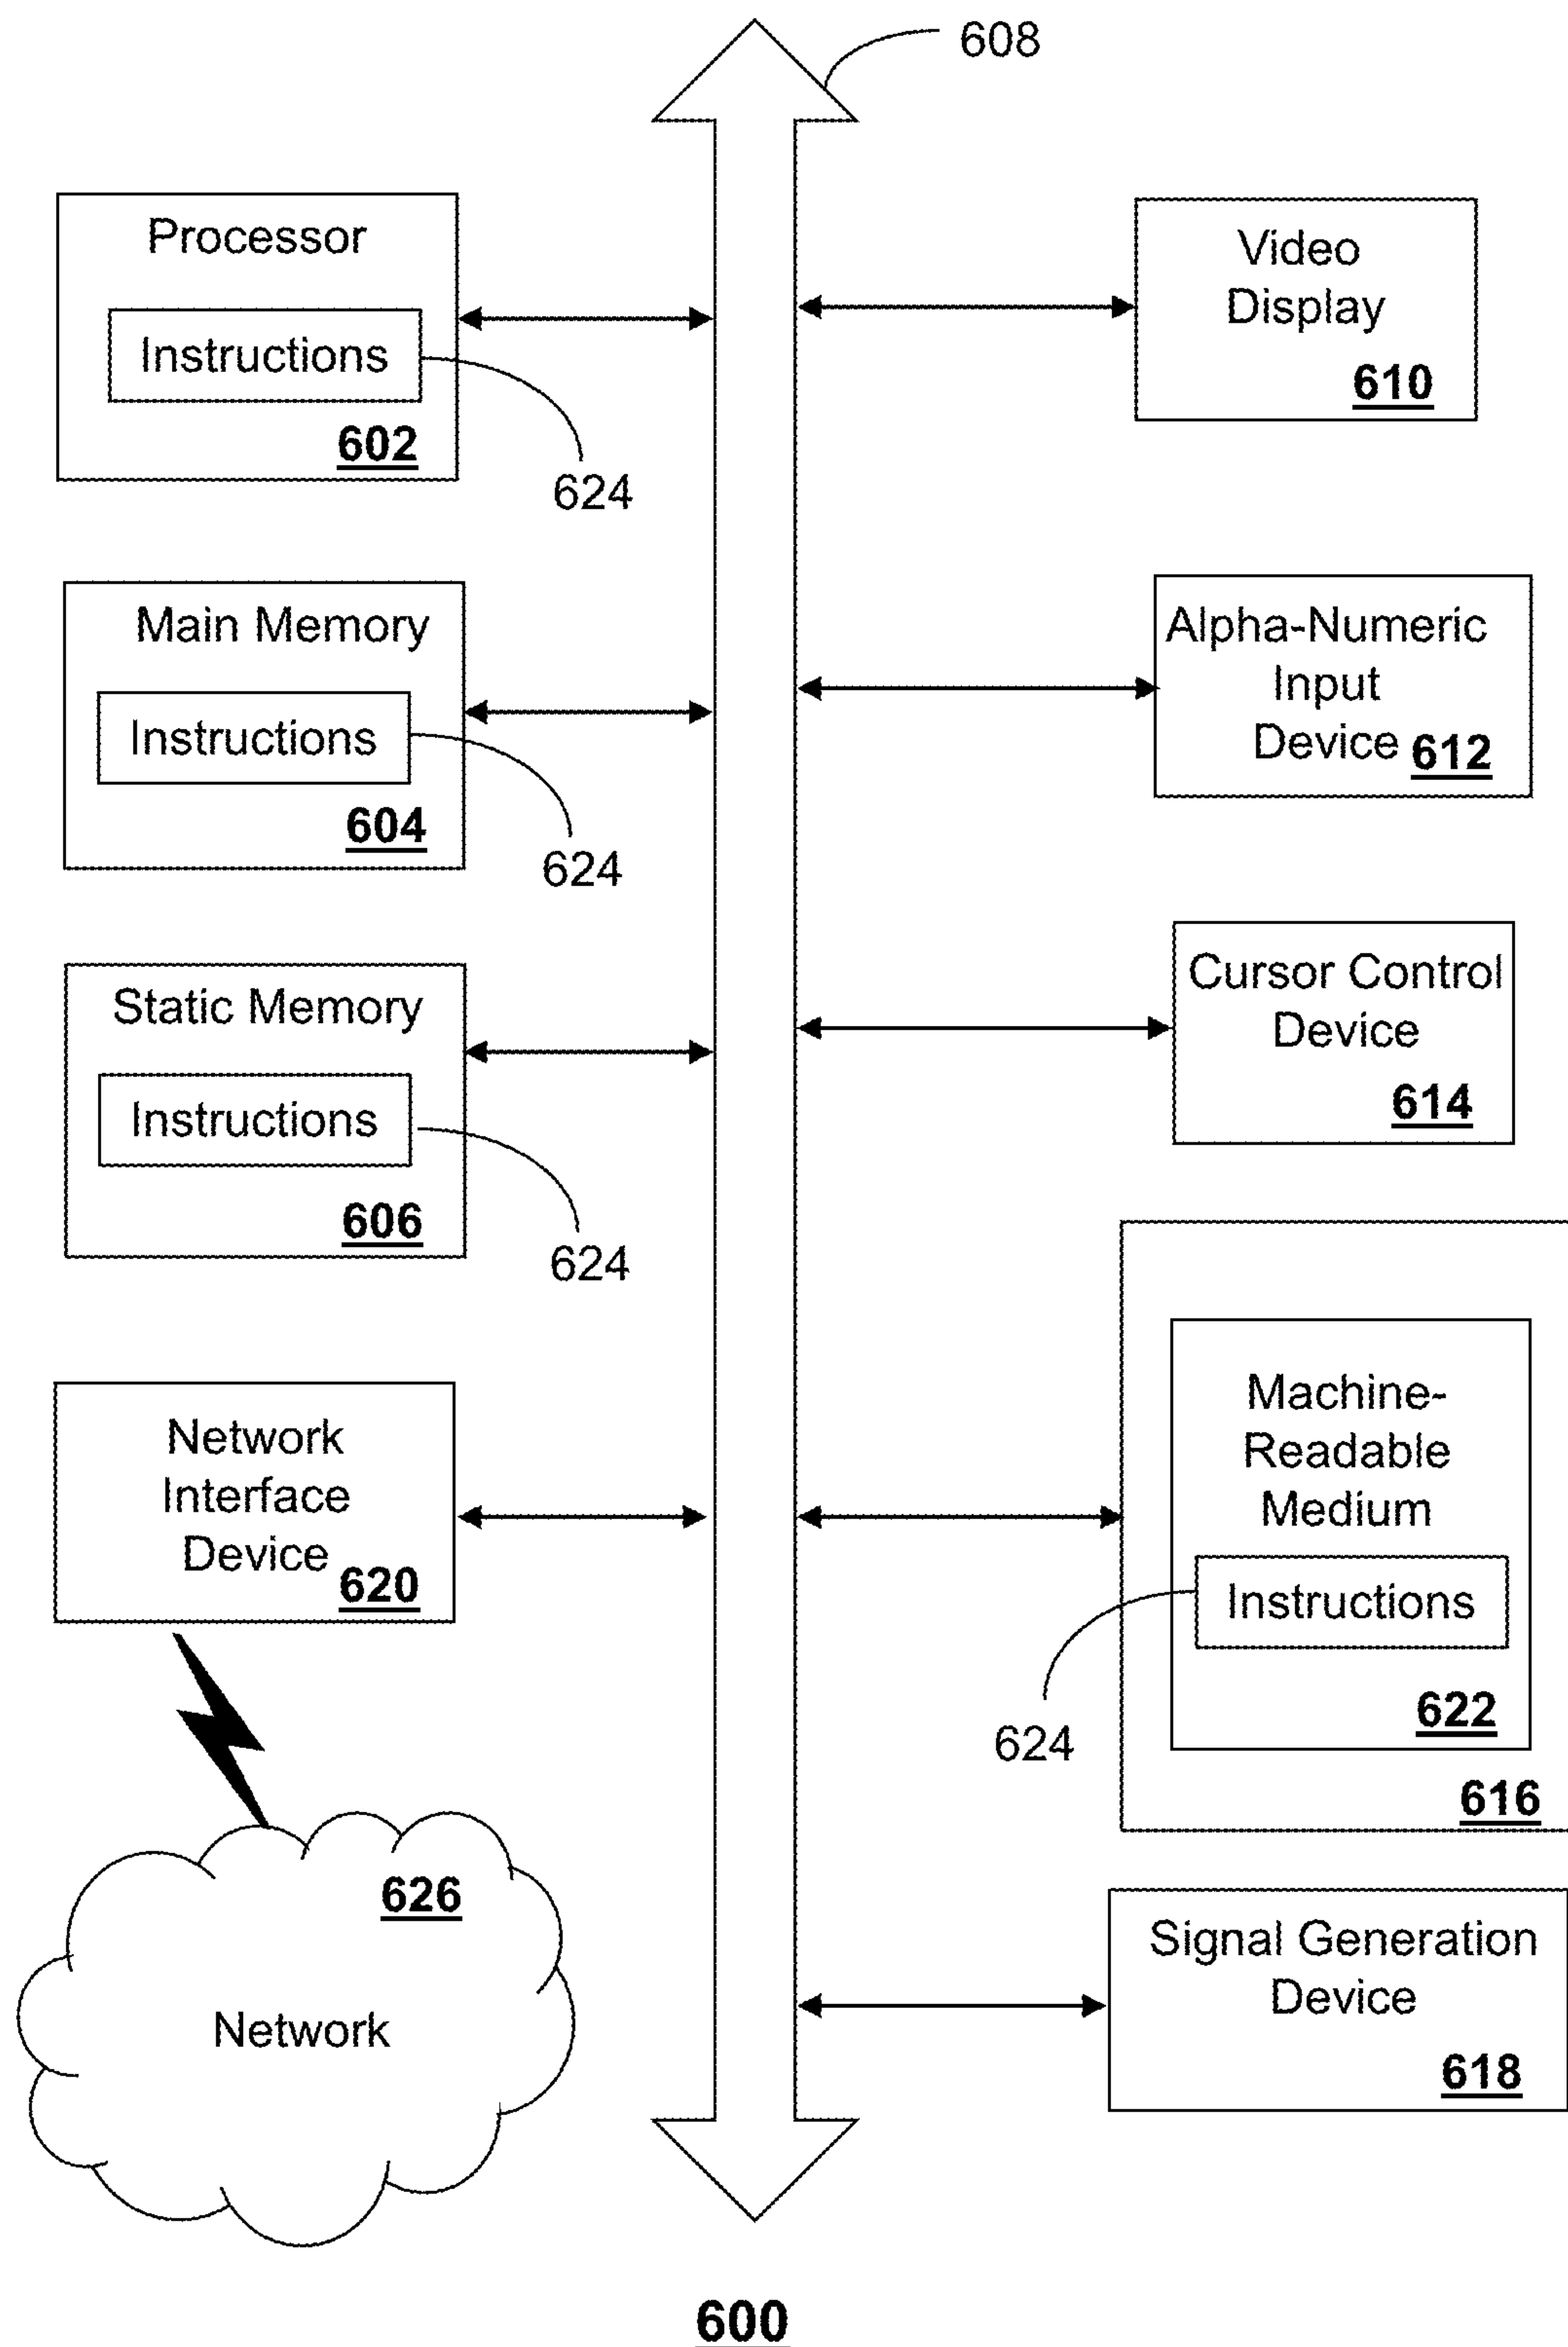 608
Processor
Instructions
602
624
Main Memory
Instructions
604
624
Static Memory
Instructions
606
624
Network
Interface
Device
620
626
Network
Video
Display
610
Alpha-Numeric
Input
Device 612
Cursor Control
Device
614
Machine-
Readable
Medium
Instructions
622
624
616
Signal Generation
Device
618
600